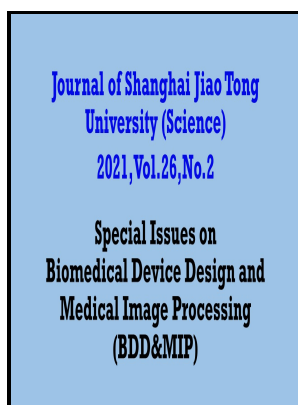 Journal of Shanghai Jiao Tong
University (Science)
2021,Vol.26,No.2
Special Issues on
Biomedical Device Design and
Medical Image Processing
(BDD&MIP)